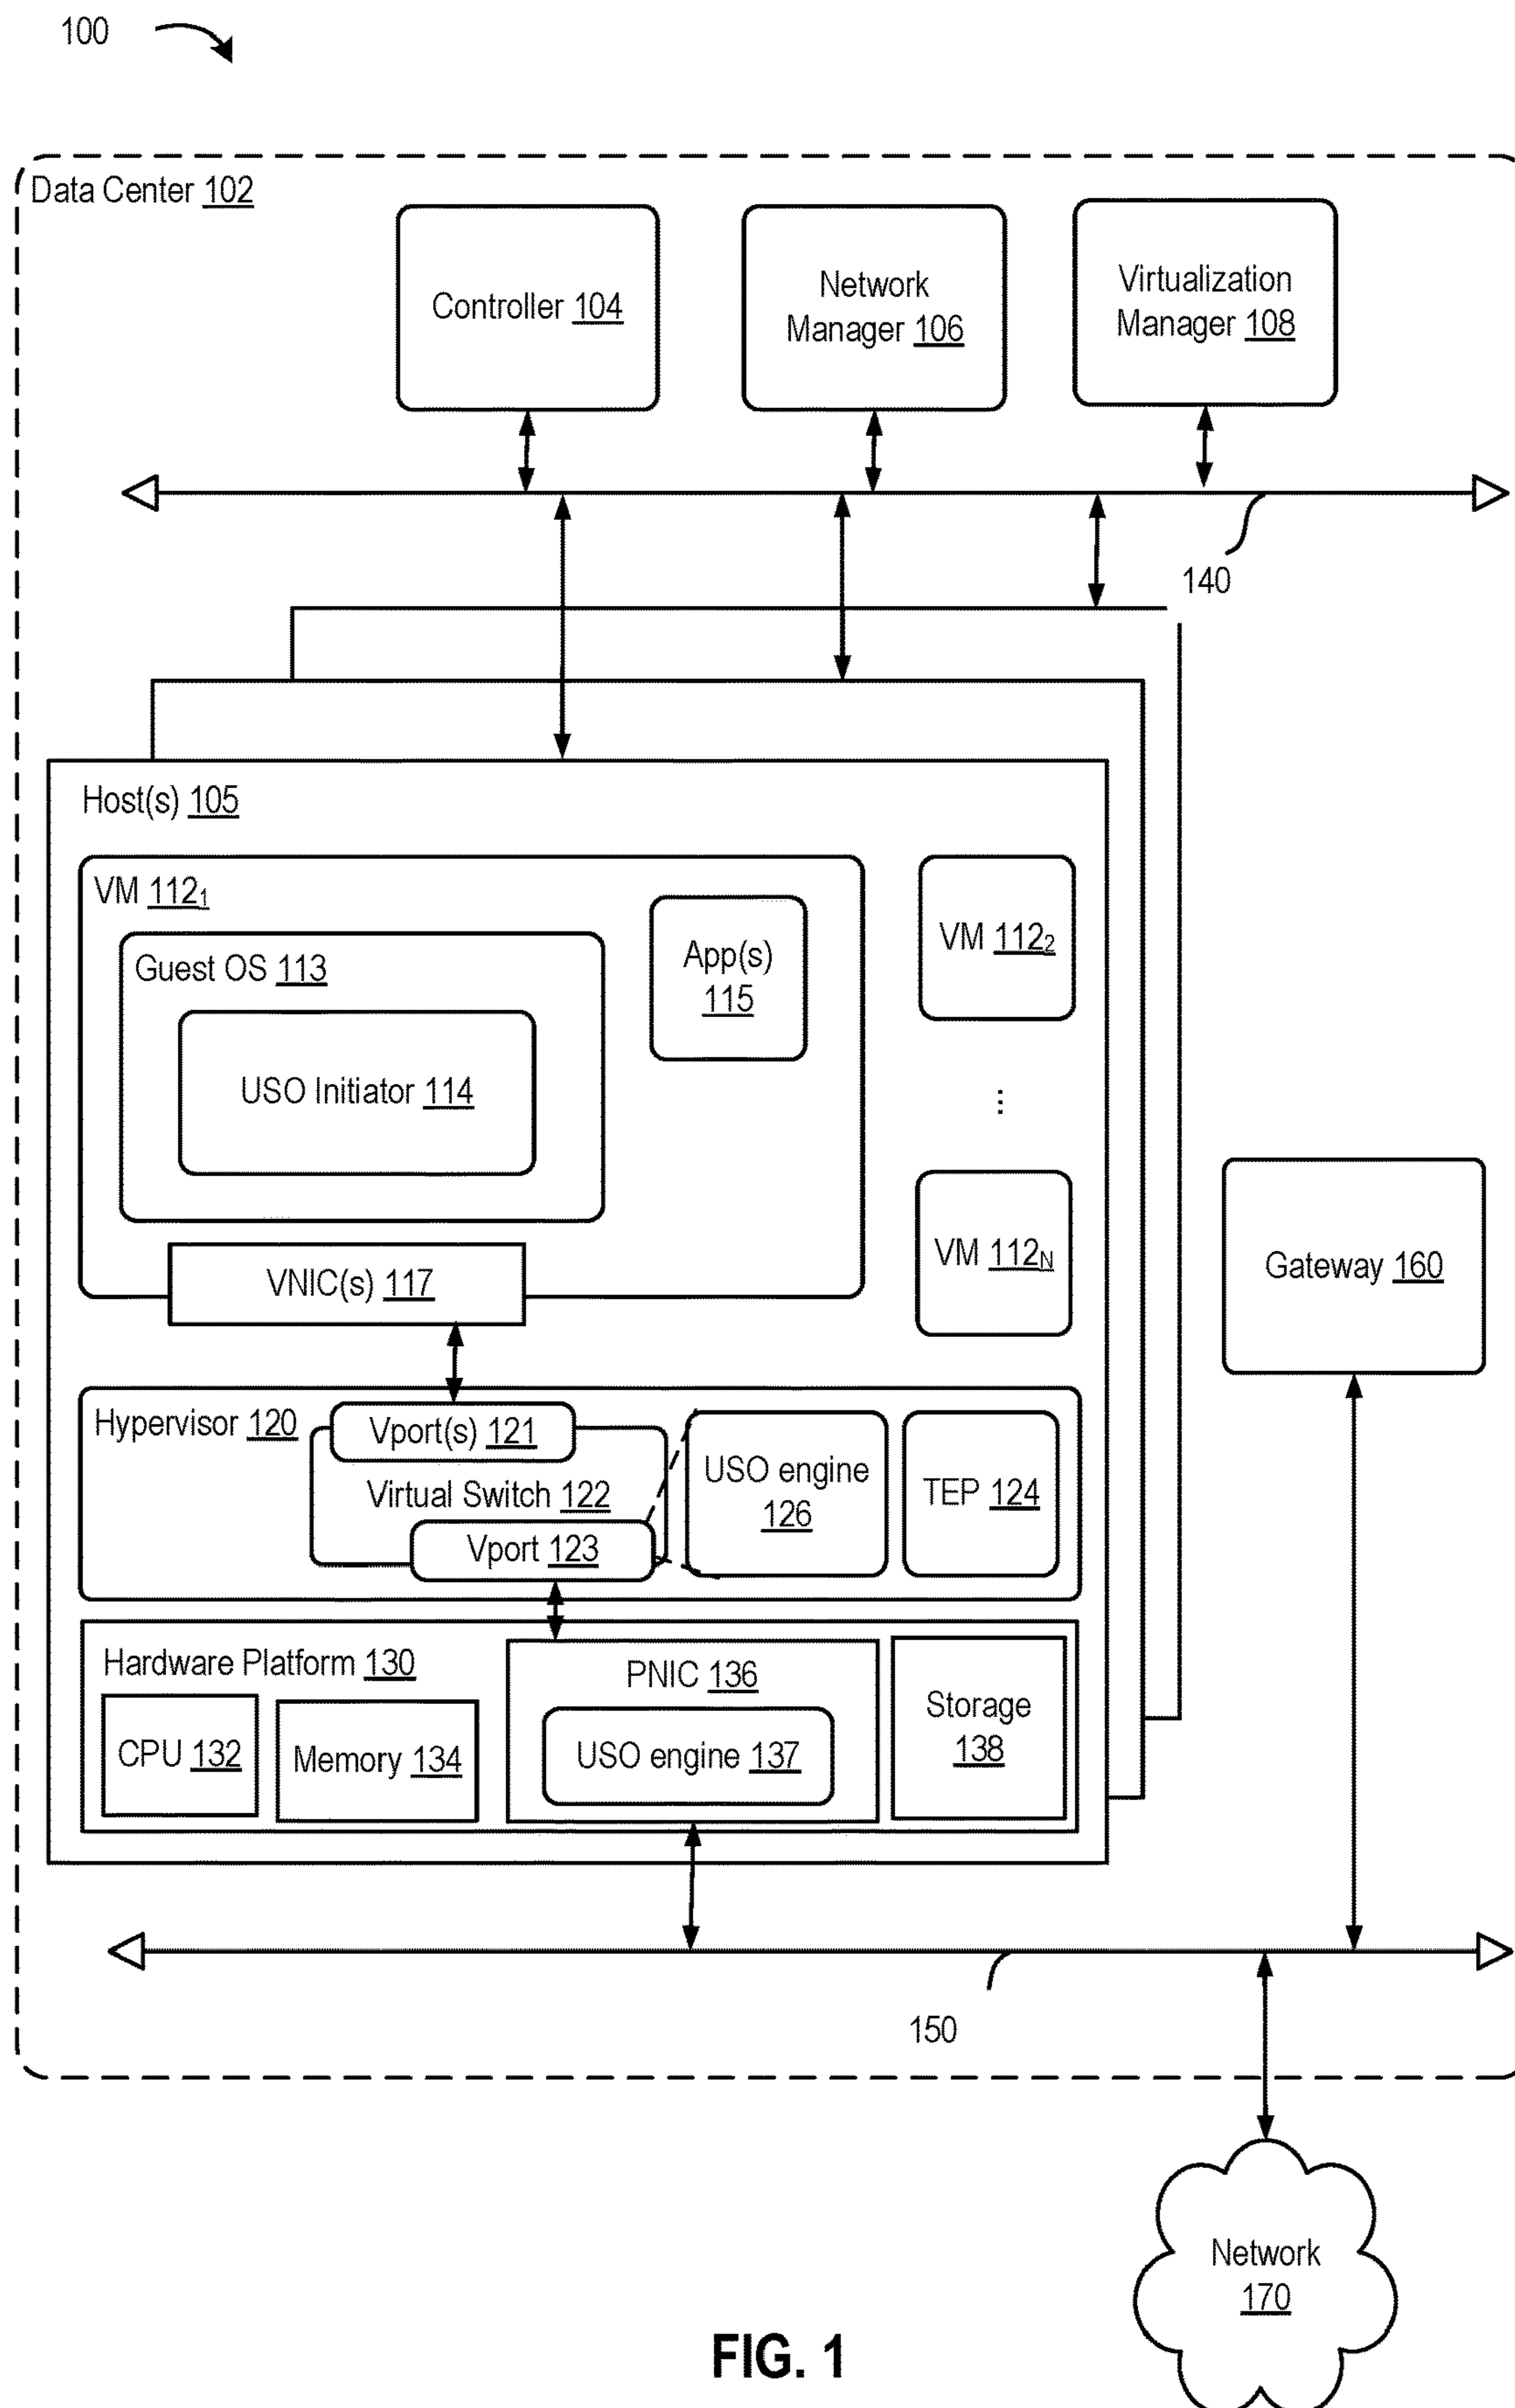 100
Data Center 102
Controller 104
Network
Manager 106
Virtualization
Manager 108
140
Host(s) 105
VM 112₁
Guest OS 113
USO Initiator 114
App(s)
115
VM 112₂
...
VM 112N
VNIC(s) 117
Gateway 160
Hypervisor 120
Vport(s) 121
Virtual Switch 122
Vport 123
USO engine
126
TEP 124
Hardware Platform 130
CPU 132
Memory 134
PNIC 136
USO engine 137
Storage
138
150
Network
170
FIG. 1